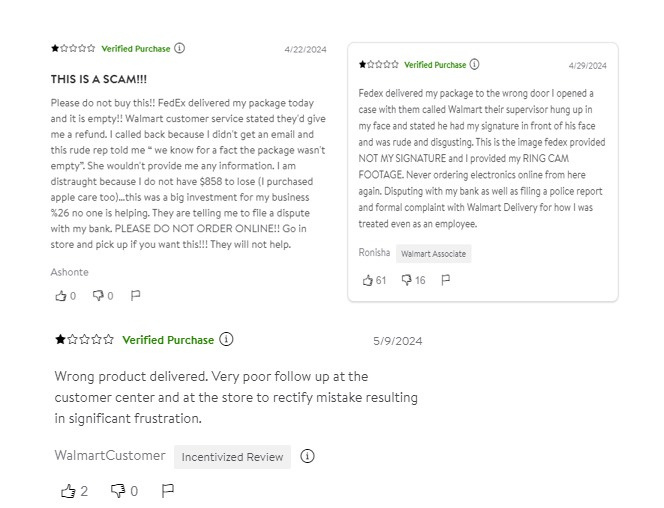 Verified Purchase
4/22/2024
THIS IS A SCAM!!!
Please do not buy this!! FedEx delivered my package today
and it is empty!! Walmart customer service stated they'd give
me a refund. I called back because I didn't get an email and
this rude rep told me “ we know for a fact the package wasn't
empty”. She wouldn't provide me any information. I am
distraught because I do not have $858 to lose (I purchased
apple care too)...this was a big investment for my business
%26 no one is helping. They are telling me to file a dispute
with my bank. PLEASE DO NOT ORDER ONLINE!! Go in
store and pick up if you want this!!! They will not help.
Ashonte
0 0
Verified Purchase
4/29/2024
Fedex delivered my package to the wrong door I opened a
case with them called Walmart their supervisor hung up in
my face and stated he had my signature in front of his face
and was rude and disgusting. This is the image fedex provided
NOT MY SIGNATURE and I provided my RING CAM
FOOTAGE. Never ordering electronics online from here
again. Disputing with my bank as well as filing a police report
and formal complaint with Walmart Delivery for how I was
treated even as an employee.
Ronisha Walmart Associate
61 16
Verified Purchase
5/9/2024
Wrong product delivered. Very poor follow up at the
customer center and at the store to rectify mistake resulting
in significant frustration.
WalmartCustomer Incentivized Review
2 0